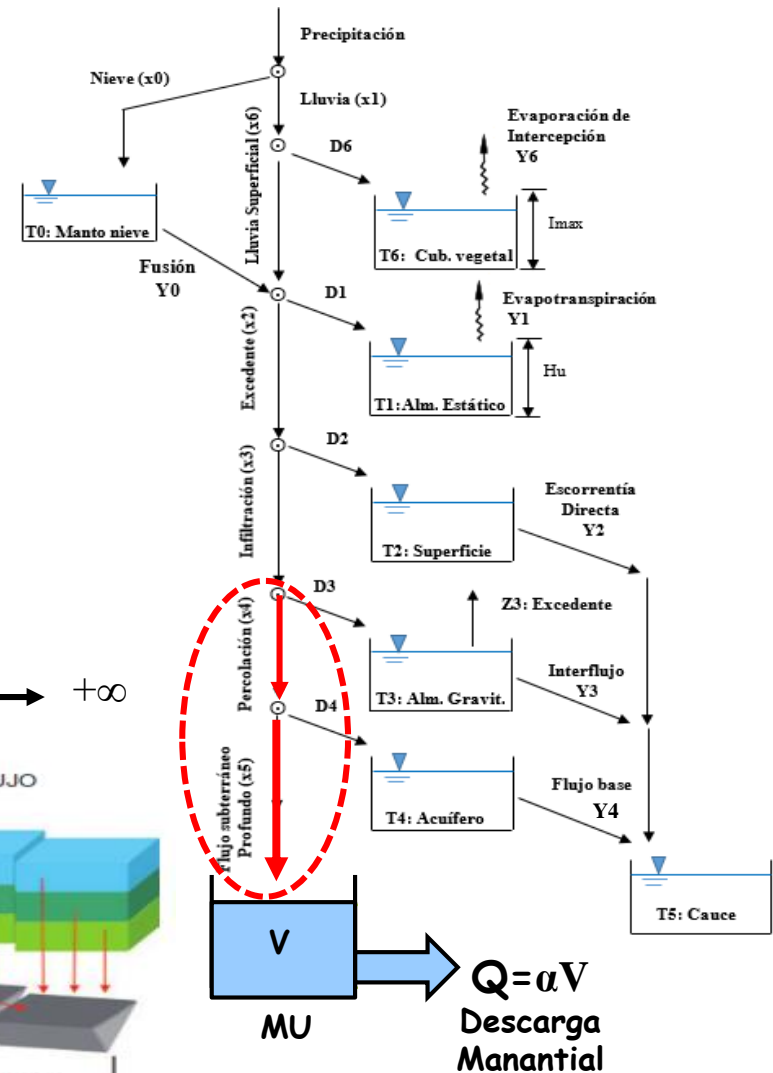 Precipitación
Nieve (x0)
Lluvia (x1)
Evaporación de
Intercepción
Y6
D6
Lluvia Superficial (x6)
Imax
T0: Manto nieve
T6: Cub. vegetal
Fusión
Y0
D1
Evapotranspiración
Y1
Excedente (x2)
Hu
T1: Alm. Estático
D2
Infiltración (x3)
Escorrentía
Directa
Y2
T2: Superficie
D3
Z3: Excedente
Percolación (x4)
Interflujo
Y3
+∞
T3: Alm. Gravit.
D4
UJO
Flujo subterráneo
Profundo (x5)
Flujo base
Y4
T4: Acuífero
T5: Cauce
V
Q=αV
MU
Descarga
Manantial